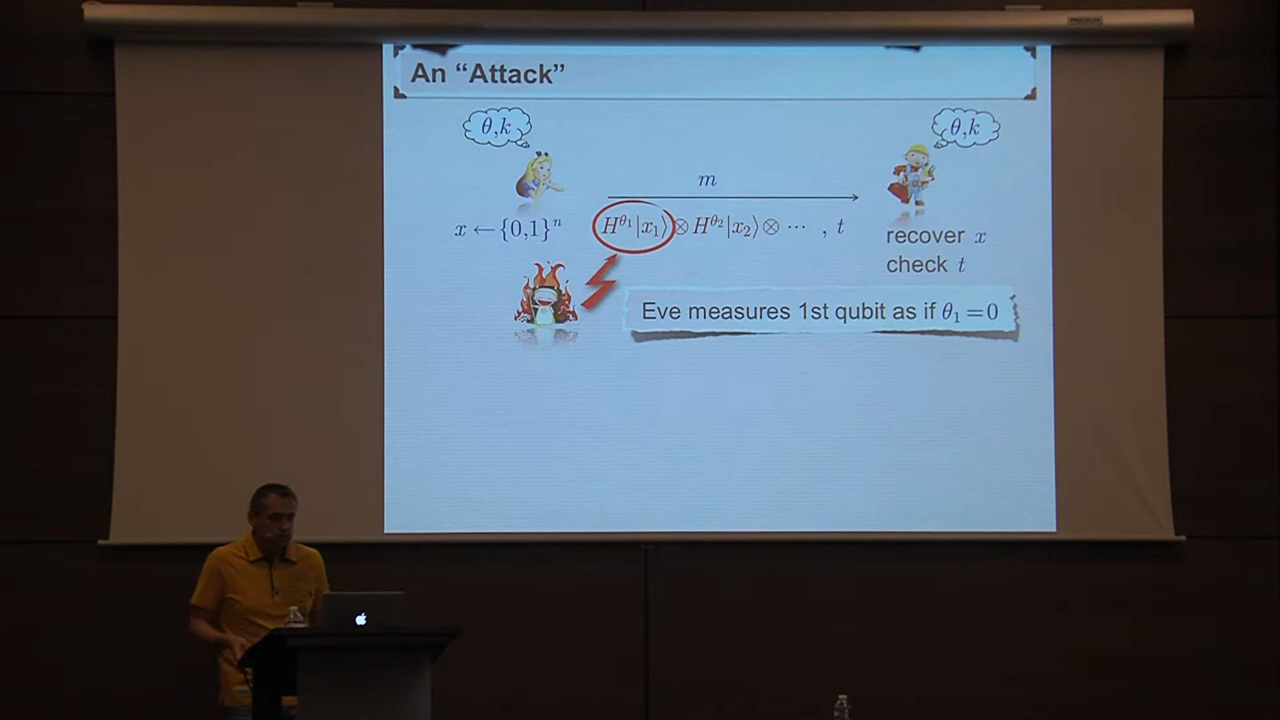 An “Attack”
θ,k
θ,k
m
x ← {0,1}ⁿ
H^θ₁|x₁⟩ ⊗ H^θ₂|x₂⟩ ⊗ ⋯ , t
recover x
check t
Eve measures 1st qubit as if θ₁ = 0